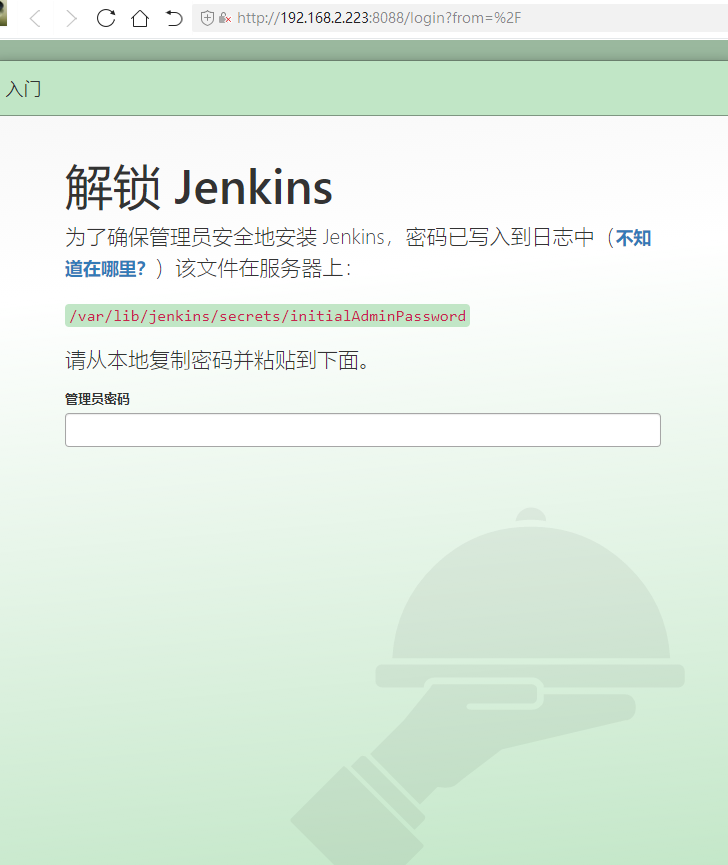 http://192.168.2.223:8088/login?from=%2F
入门
解锁 Jenkins
为了确保管理员安全地安装 Jenkins，密码已写入到日志中（不知
道在哪里？）该文件在服务器上：
/var/lib/jenkins/secrets/initialAdminPassword
请从本地复制密码并粘贴到下面。
管理员密码